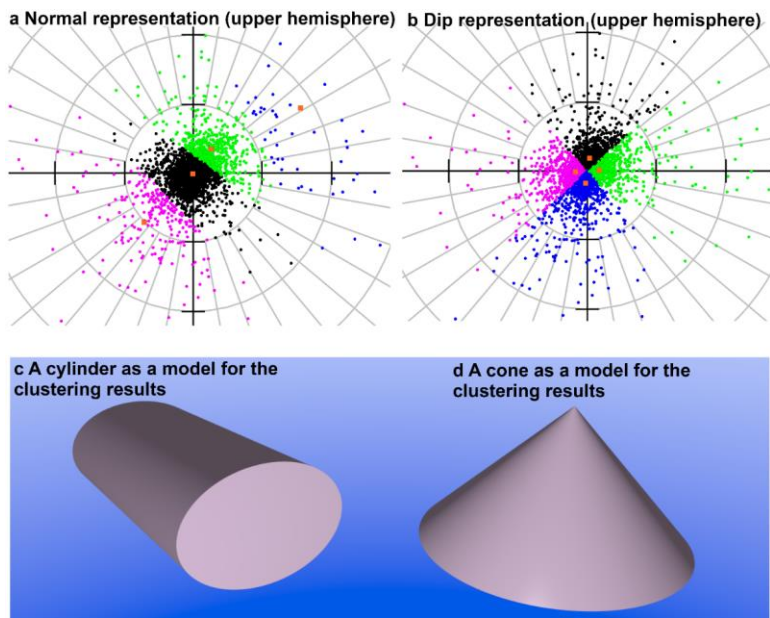 a Normal representation (upper hemisphere)
b Dip representation (upper hemisphere)
c A cylinder as a model for the
clustering results
d A cone as a model for the
clustering results